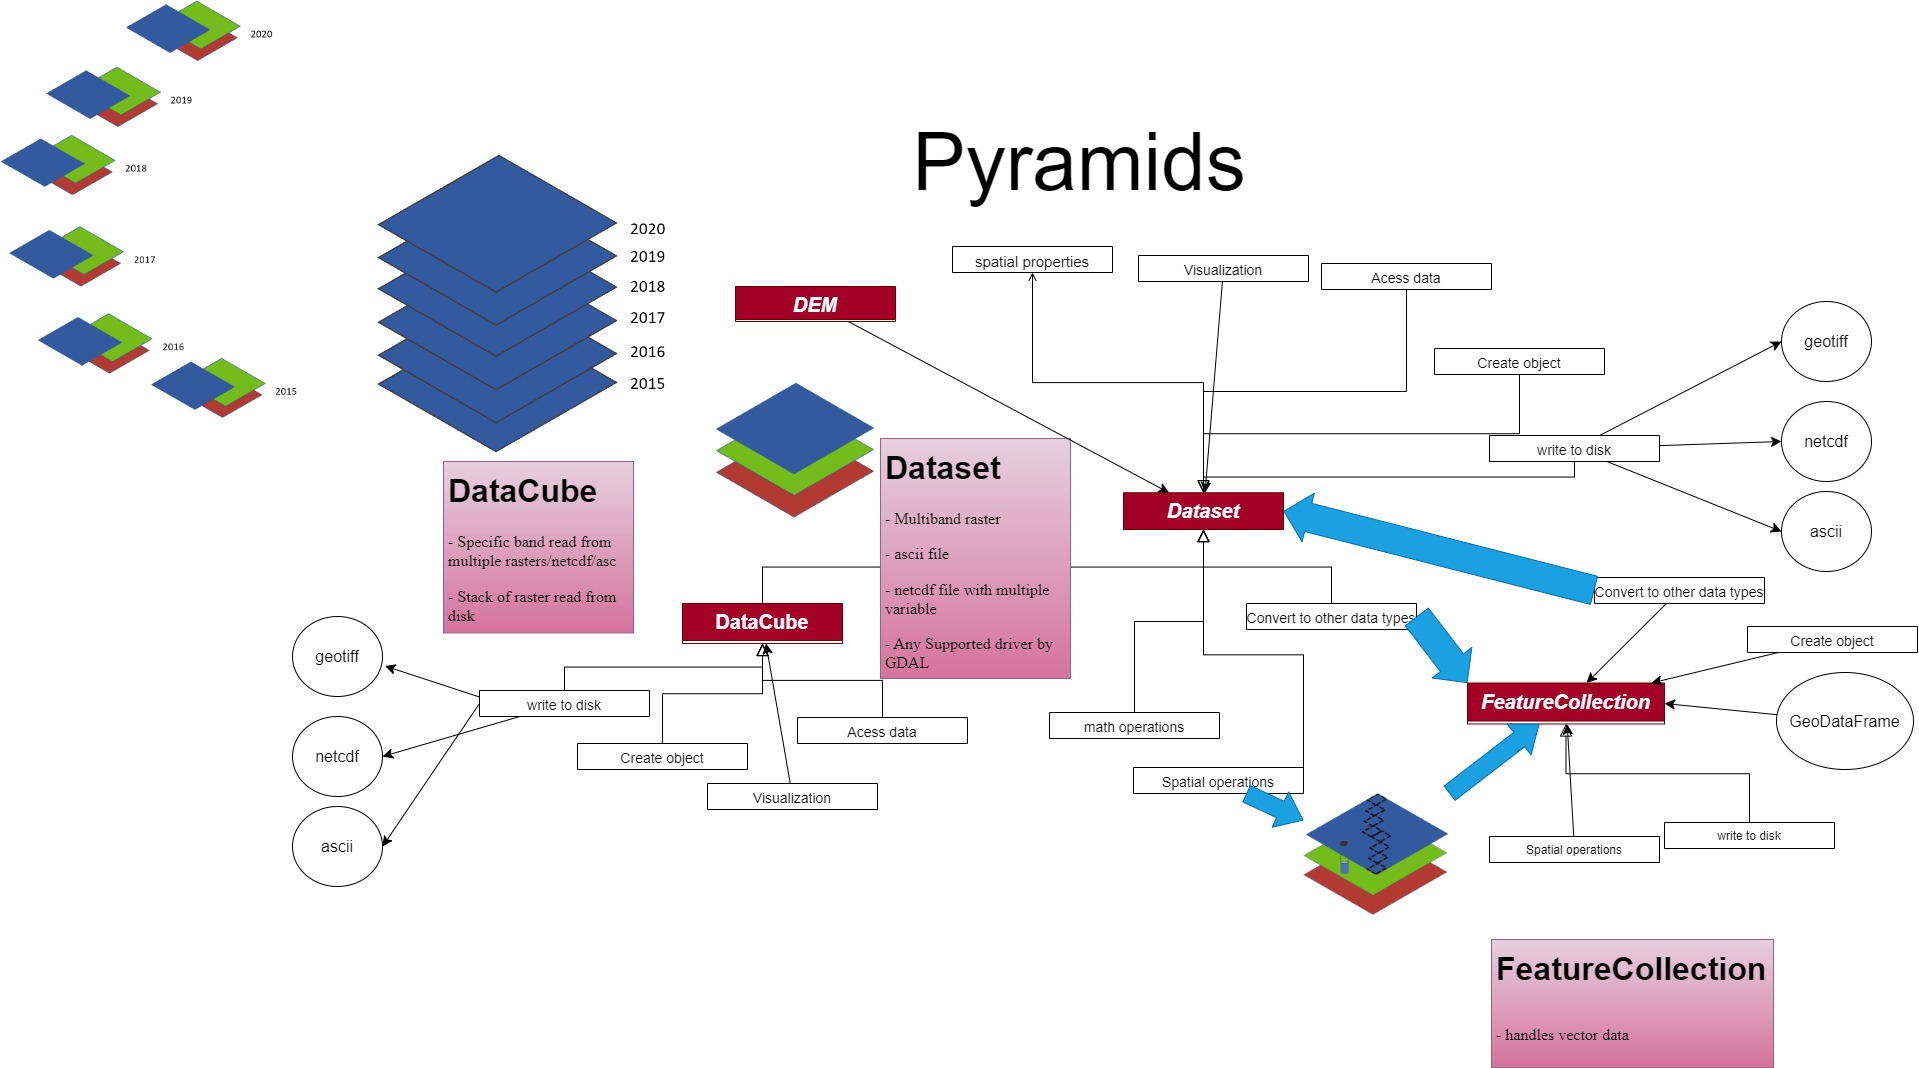 2020
2019
2018
2017
2016
2015
Pyramids
2020
2019
2018
2017
2016
2015
DEM
spatial properties
Visualization
Acess data
Create object
write to disk
geotiff
netcdf
ascii
DataCube
- Specific band read from
multiple rasters/netcdf/asc
- Stack of raster read from
disk
Dataset
- Multiband raster
- ascii file
- netcdf file with multiple
variable
- Any Supported driver by
GDAL
Dataset
Convert to other data types
Convert to other data types
DataCube
geotiff
netcdf
ascii
write to disk
Create object
Acess data
Visualization
math operations
Spatial operations
Create object
FeatureCollection
GeoDataFrame
Spatial operations
write to disk
FeatureCollection
- handles vector data